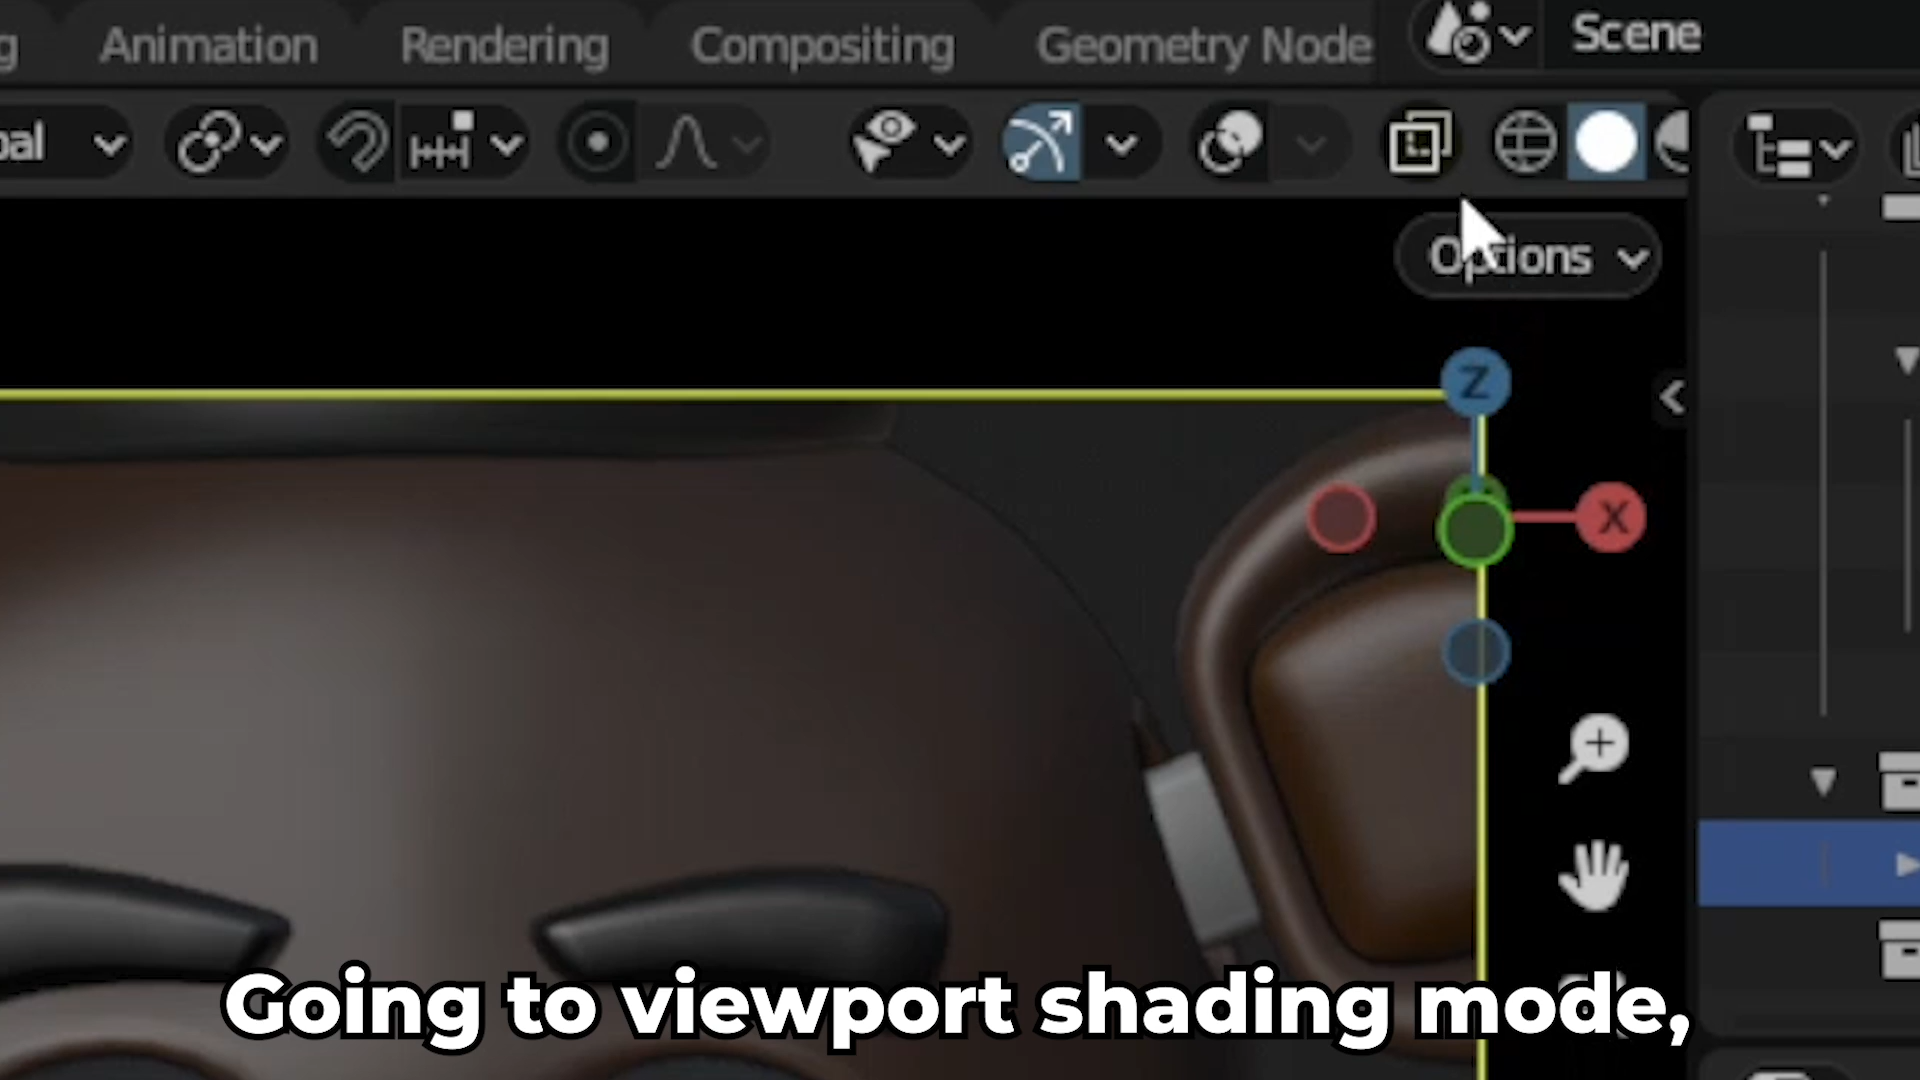 g Animation Rendering Compositing Geometry Node Scene
bal
Options
Z
X
Going to viewport shading mode,